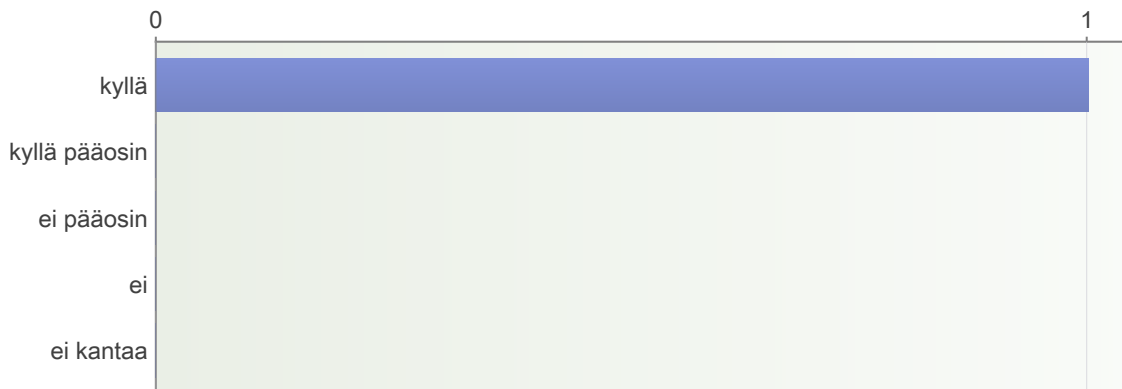 0 1
kyllä
kyllä pääosin
ei pääosin
ei
ei kantaa